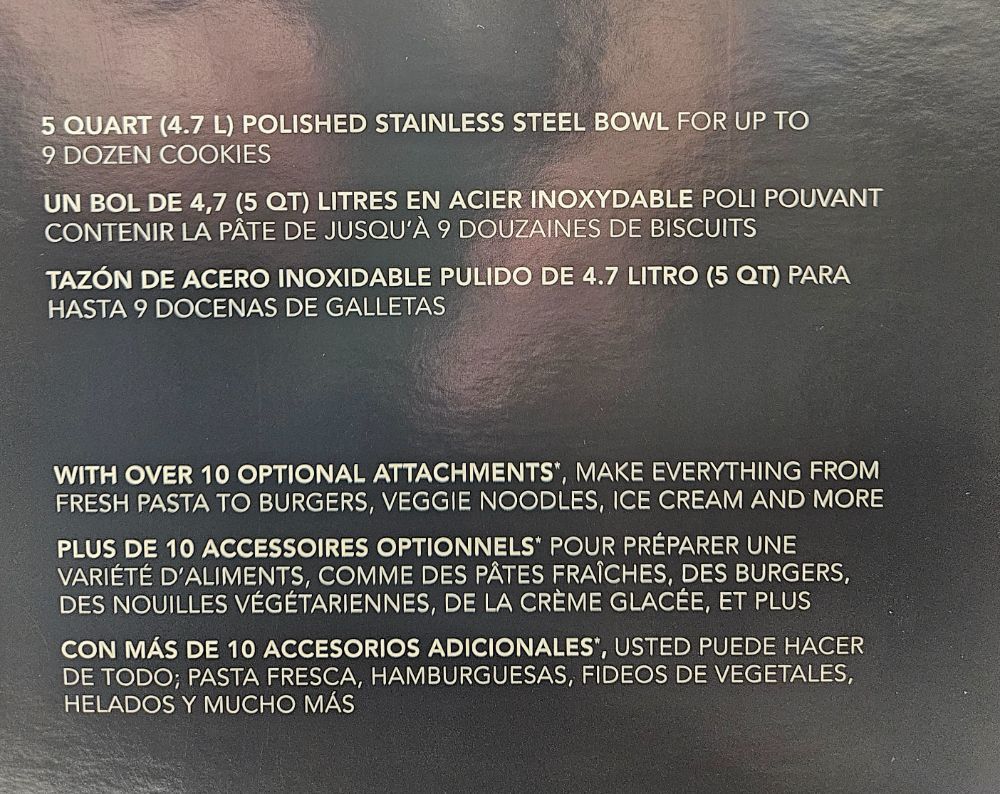 5 QUART (4.7 L) POLISHED STAINLESS STEEL BOWL FOR UP TO
9 DOZEN COOKIES
UN BOL DE 4,7 (5 QT) LITRES EN ACIER INOXYDABLE POLI POUVANT
CONTENIR LA PÂTE DE JUSQU'À 9 DOUZAINES DE BISCUITS
TAZÓN DE ACERO INOXIDABLE PULIDO DE 4.7 LITRO (5 QT) PARA
HASTA 9 DOCENAS DE GALLETAS
WITH OVER 10 OPTIONAL ATTACHMENTS*, MAKE EVERYTHING FROM
FRESH PASTA TO BURGERS, VEGGIE NOODLES, ICE CREAM AND MORE
PLUS DE 10 ACCESSOIRES OPTIONNELS* POUR PRÉPARER UNE
VARIÉTÉ D'ALIMENTS, COMME DES PÂTES FRAÎCHES, DES BURGERS,
DES NOUILLES VÉGÉTARIENNES, DE LA CRÈME GLACÉE, ET PLUS
CON MÁS DE 10 ACCESORIOS ADICIONALES*, USTED PUEDE HACER
DE TODO; PASTA FRESCA, HAMBURGUESAS, FIDEOS DE VEGETALES,
HELADOS Y MUCHO MÁS